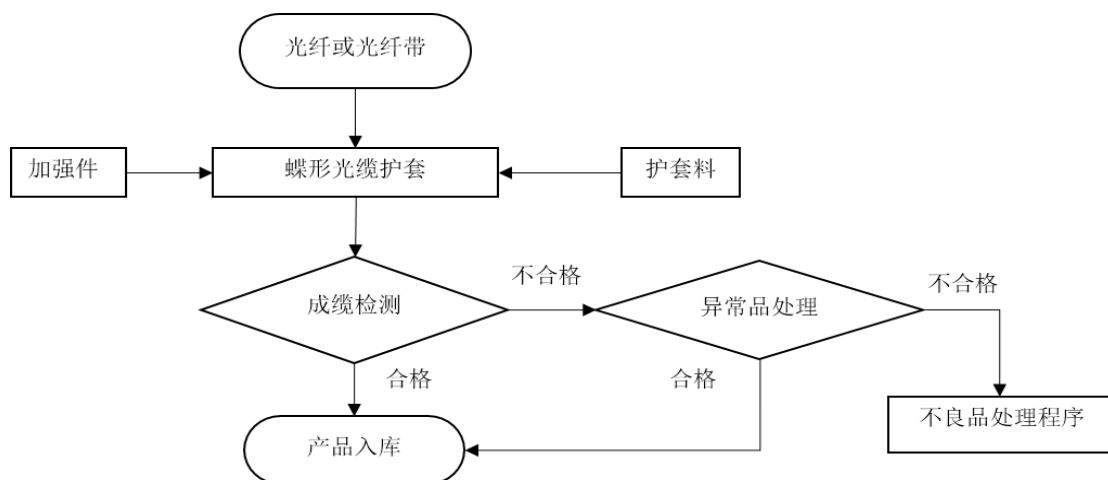 光纤或光纤带
加强件
蝶形光缆护套
护套料
成缆检测
不合格
异常品处理
不合格
合格
合格
产品入库
不良品处理程序